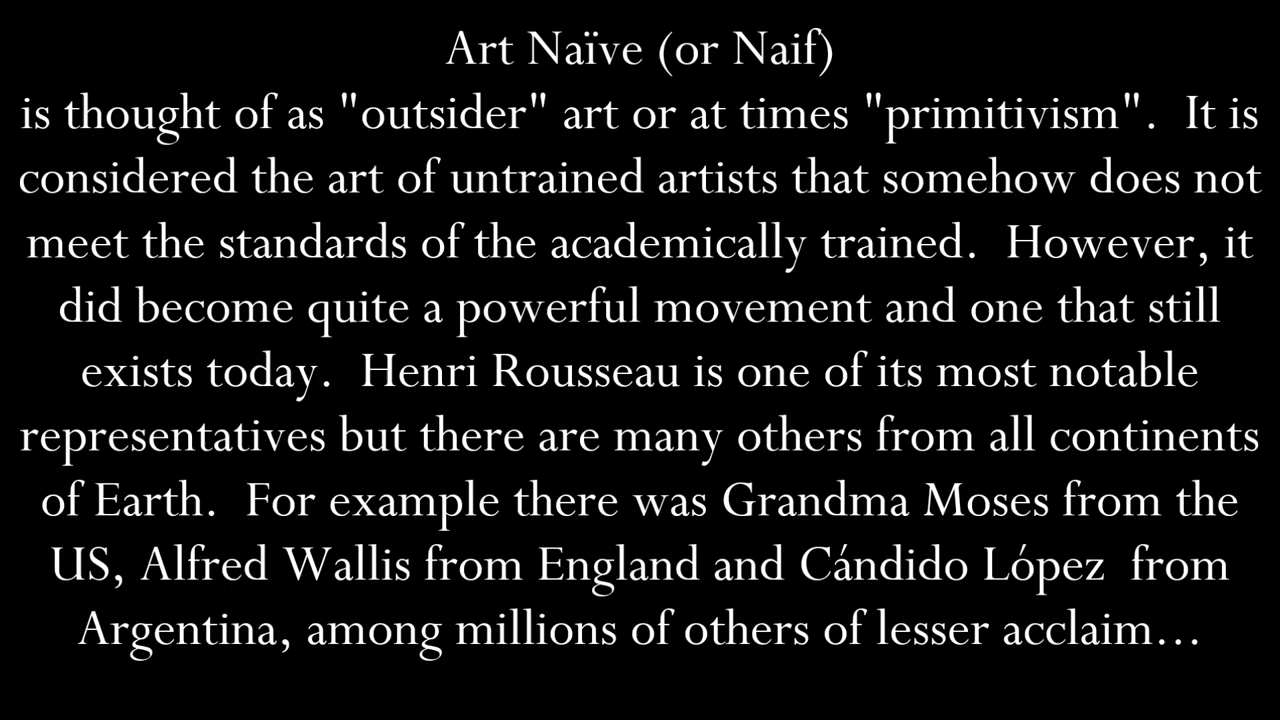 Art Naïve (or Naif)
is thought of as "outsider" art or at times "primitivism".  It is
considered the art of untrained artists that somehow does not
meet the standards of the academically trained.  However, it
did become quite a powerful movement and one that still
exists today.  Henri Rousseau is one of its most notable
representatives but there are many others from all continents
of Earth.  For example there was Grandma Moses from the
US, Alfred Wallis from England and Cándido López  from
Argentina, among millions of others of lesser acclaim...